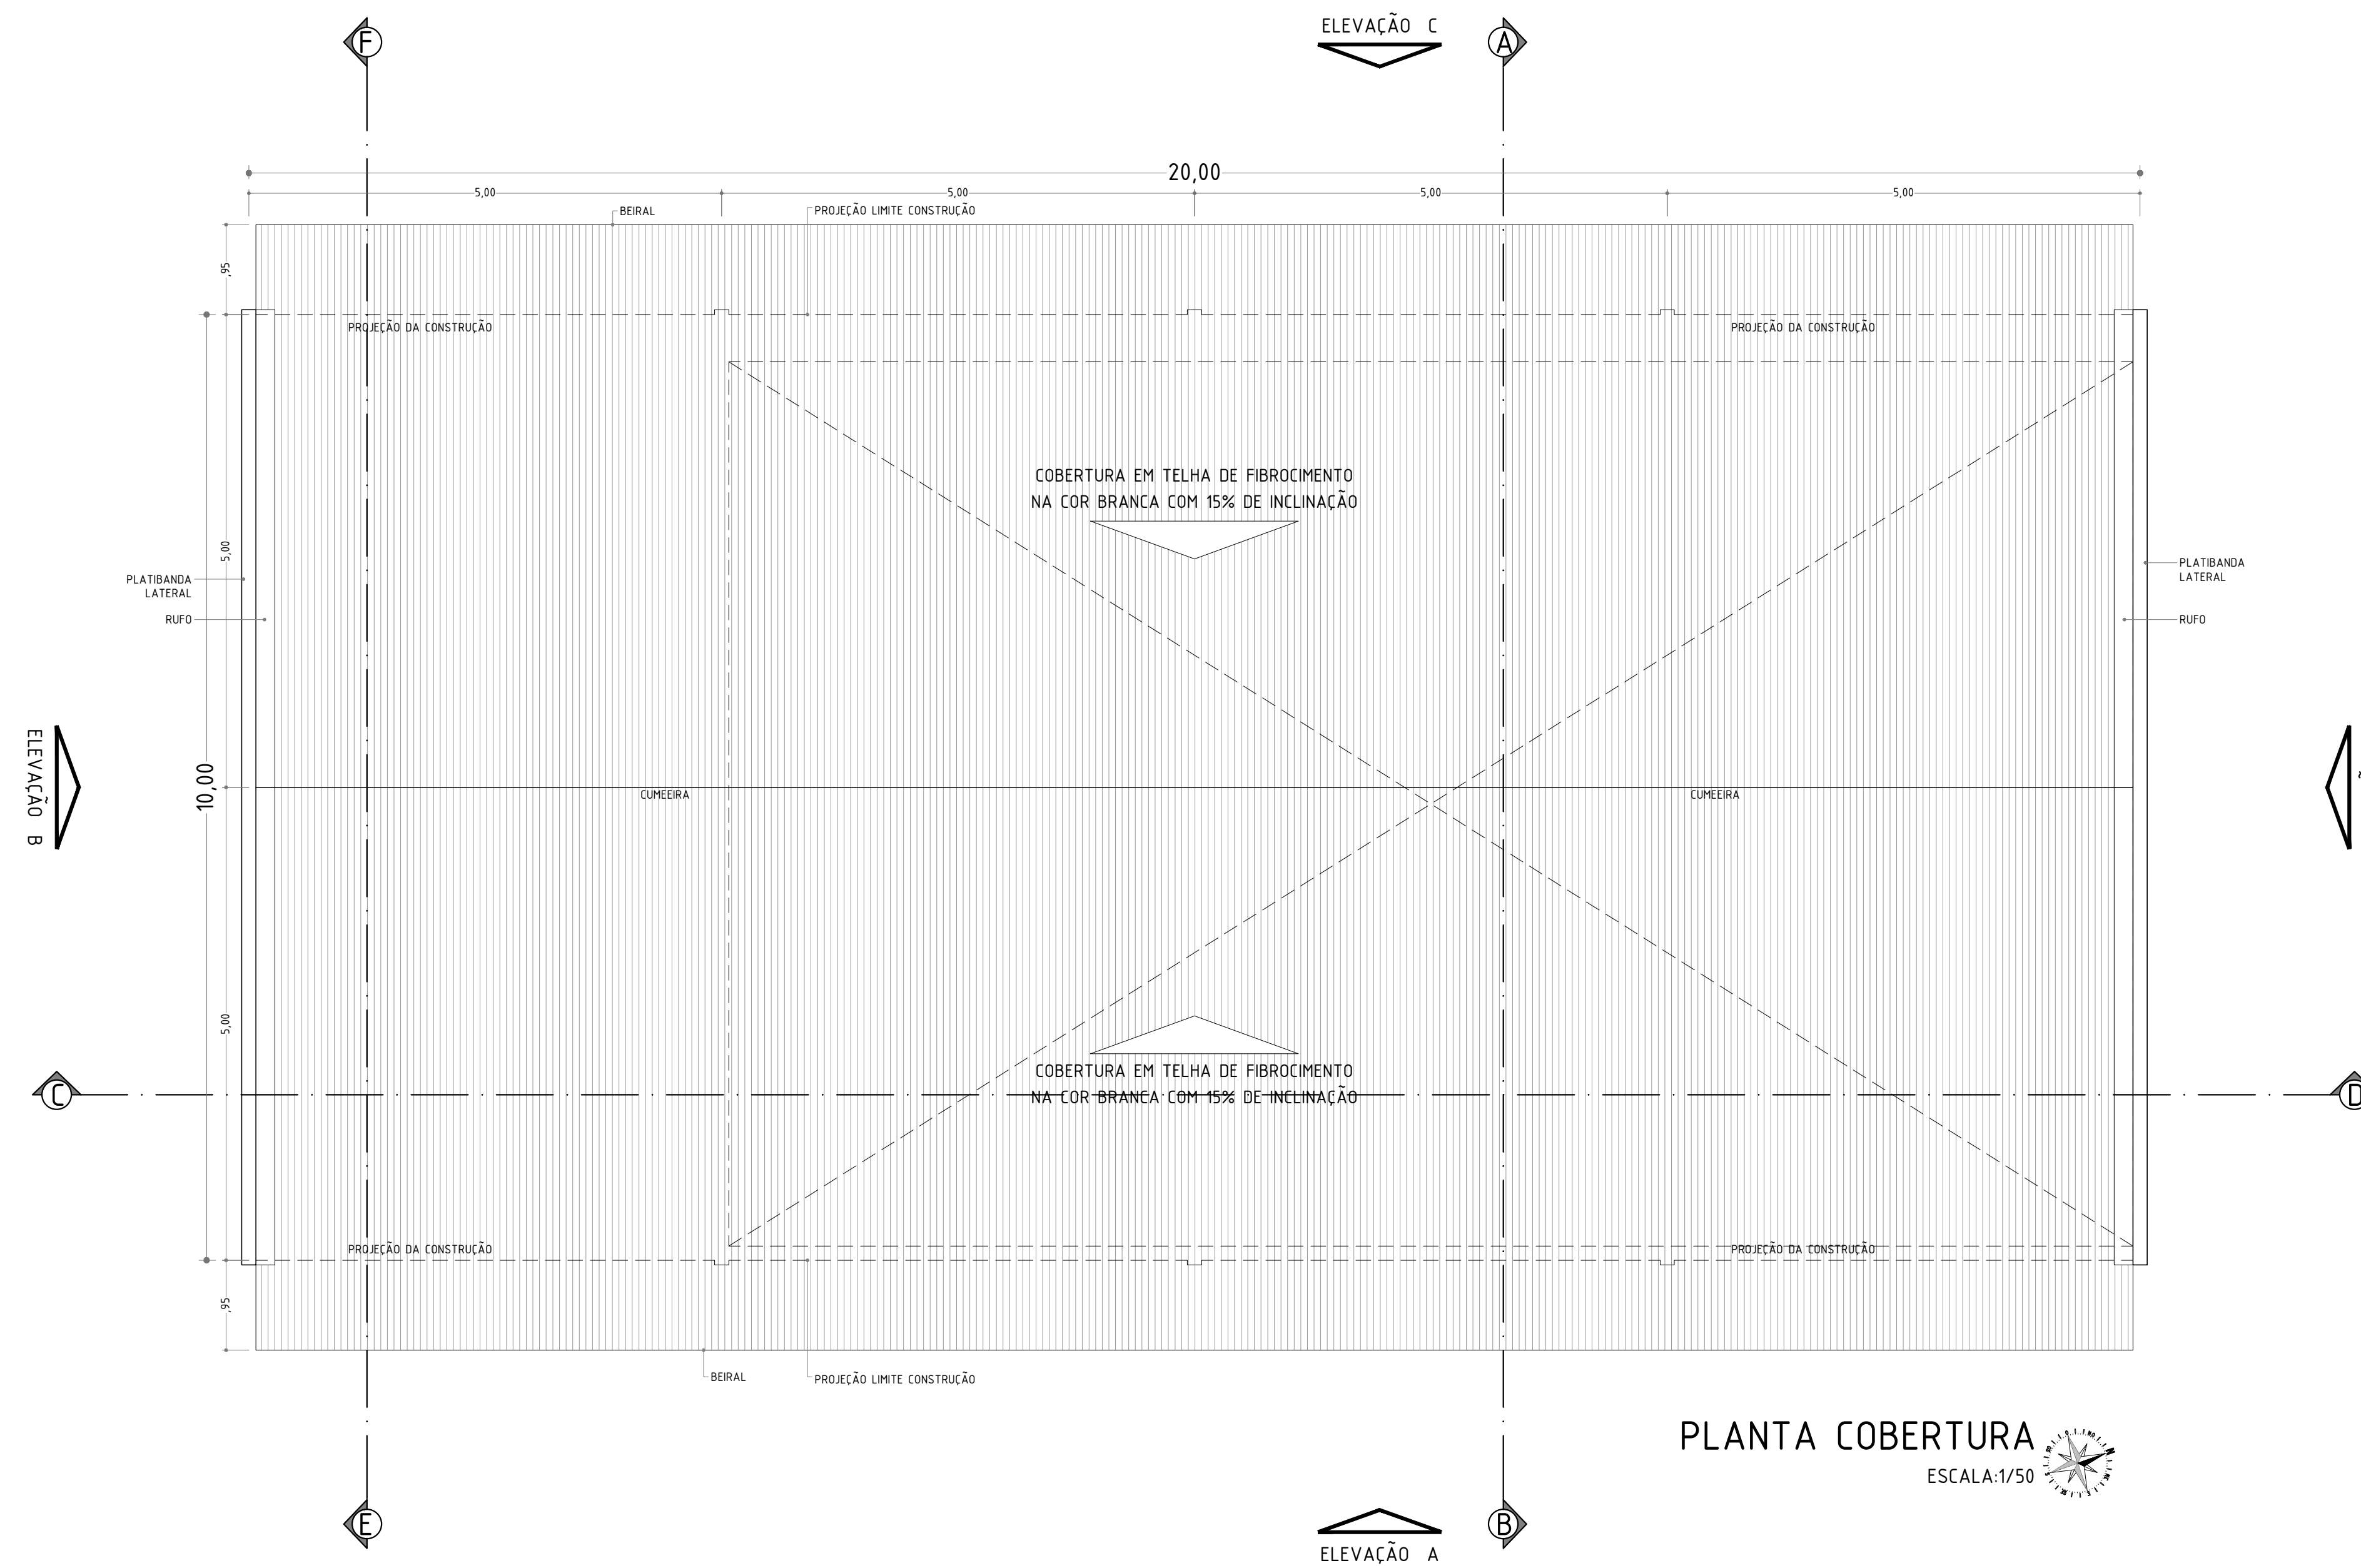 ELEVAÇÃO C
F
A
20,00
5,00
5,00
5,00
5,00
BEIRAL
PROJEÇÃO LIMITE CONSTRUÇÃO
,95
PROJEÇÃO DA CONSTRUÇÃO
PROJEÇÃO DA CONSTRUÇÃO
COBERTURA EM TELHA DE FIBROCIMENTO
NA COR BRANCA COM 15% DE INCLINAÇÃO
5,00
PLATIBANDA
LATERAL
RUFO
PLATIBANDA
LATERAL
RUFO
ELEVAÇÃO B
10,00
CUMEEIRA
CUMEEIRA
5,00
COBERTURA EM TELHA DE FIBROCIMENTO
NA COR BRANCA COM 15% DE INCLINAÇÃO
C
D
PROJEÇÃO DA CONSTRUÇÃO
PROJEÇÃO DA CONSTRUÇÃO
,95
BEIRAL
PROJEÇÃO LIMITE CONSTRUÇÃO
PLANTA COBERTURA
ESCALA:1/50
E
B
ELEVAÇÃO A